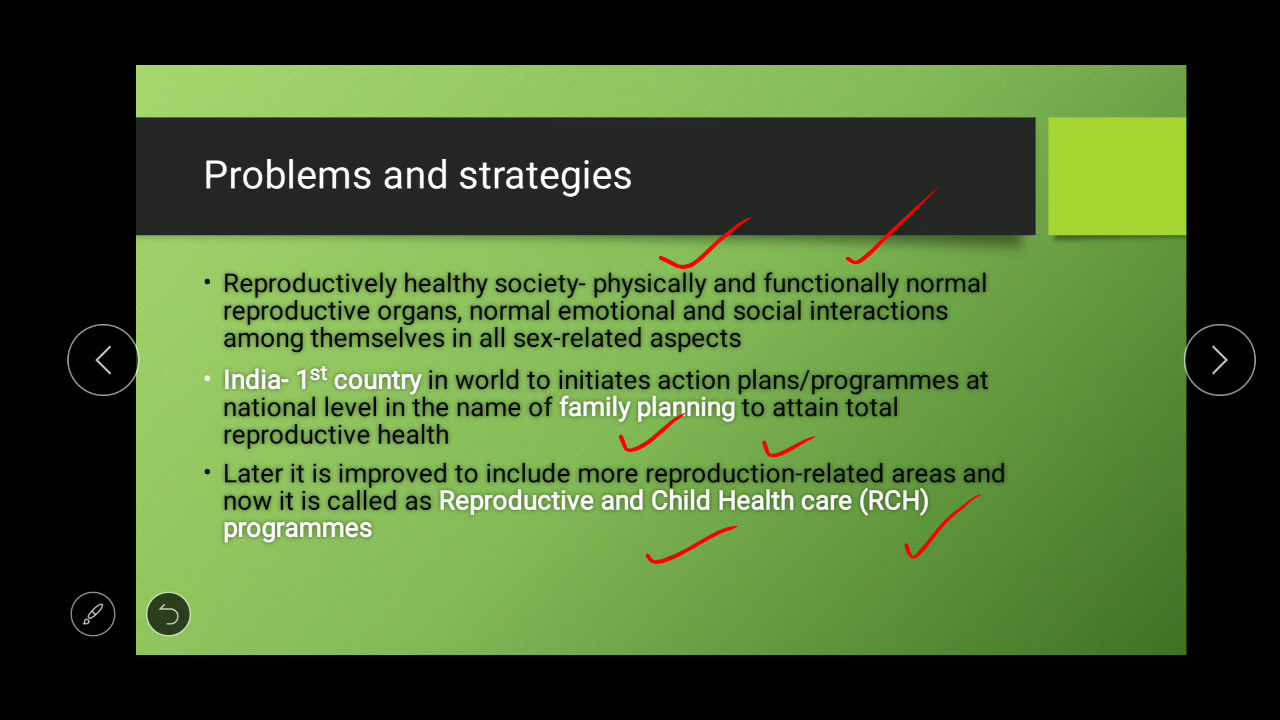 Problems and strategies
• Reproductively healthy society- physically and functionally normal
reproductive organs, normal emotional and social interactions
among themselves in all sex-related aspects
• India- 1st country in world to initiates action plans/programmes at
national level in the name of family planning to attain total
reproductive health
• Later it is improved to include more reproduction-related areas and
now it is called as Reproductive and Child Health care (RCH)
programmes